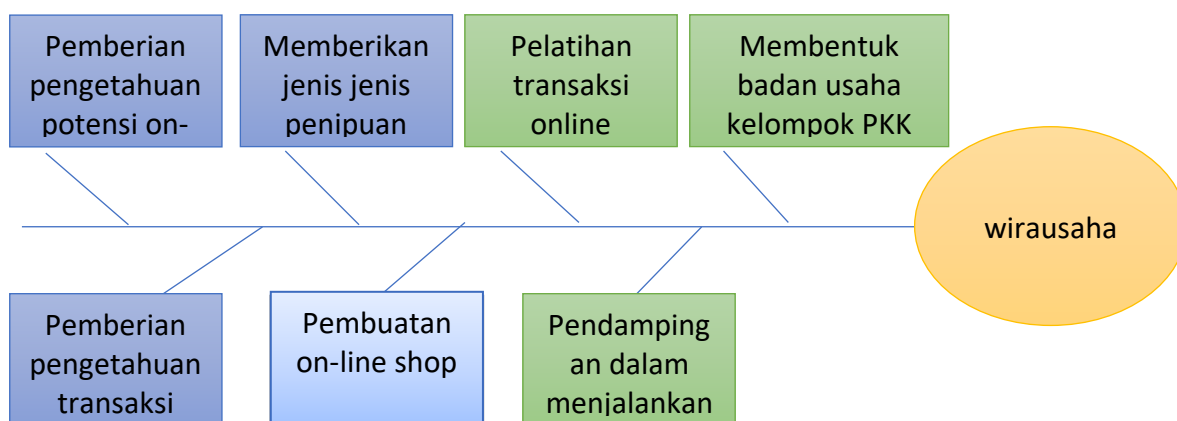 Pemberian
pengetahuan
potensi on-
Memberikan
jenis jenis
penipuan
Pelatihan
transaksi
online
Membentuk
badan usaha
kelompok PKK
wirausaha
Pemberian
pengetahuan
transaksi
Pembuatan
on-line shop
Pendamping
an dalam
menjalankan